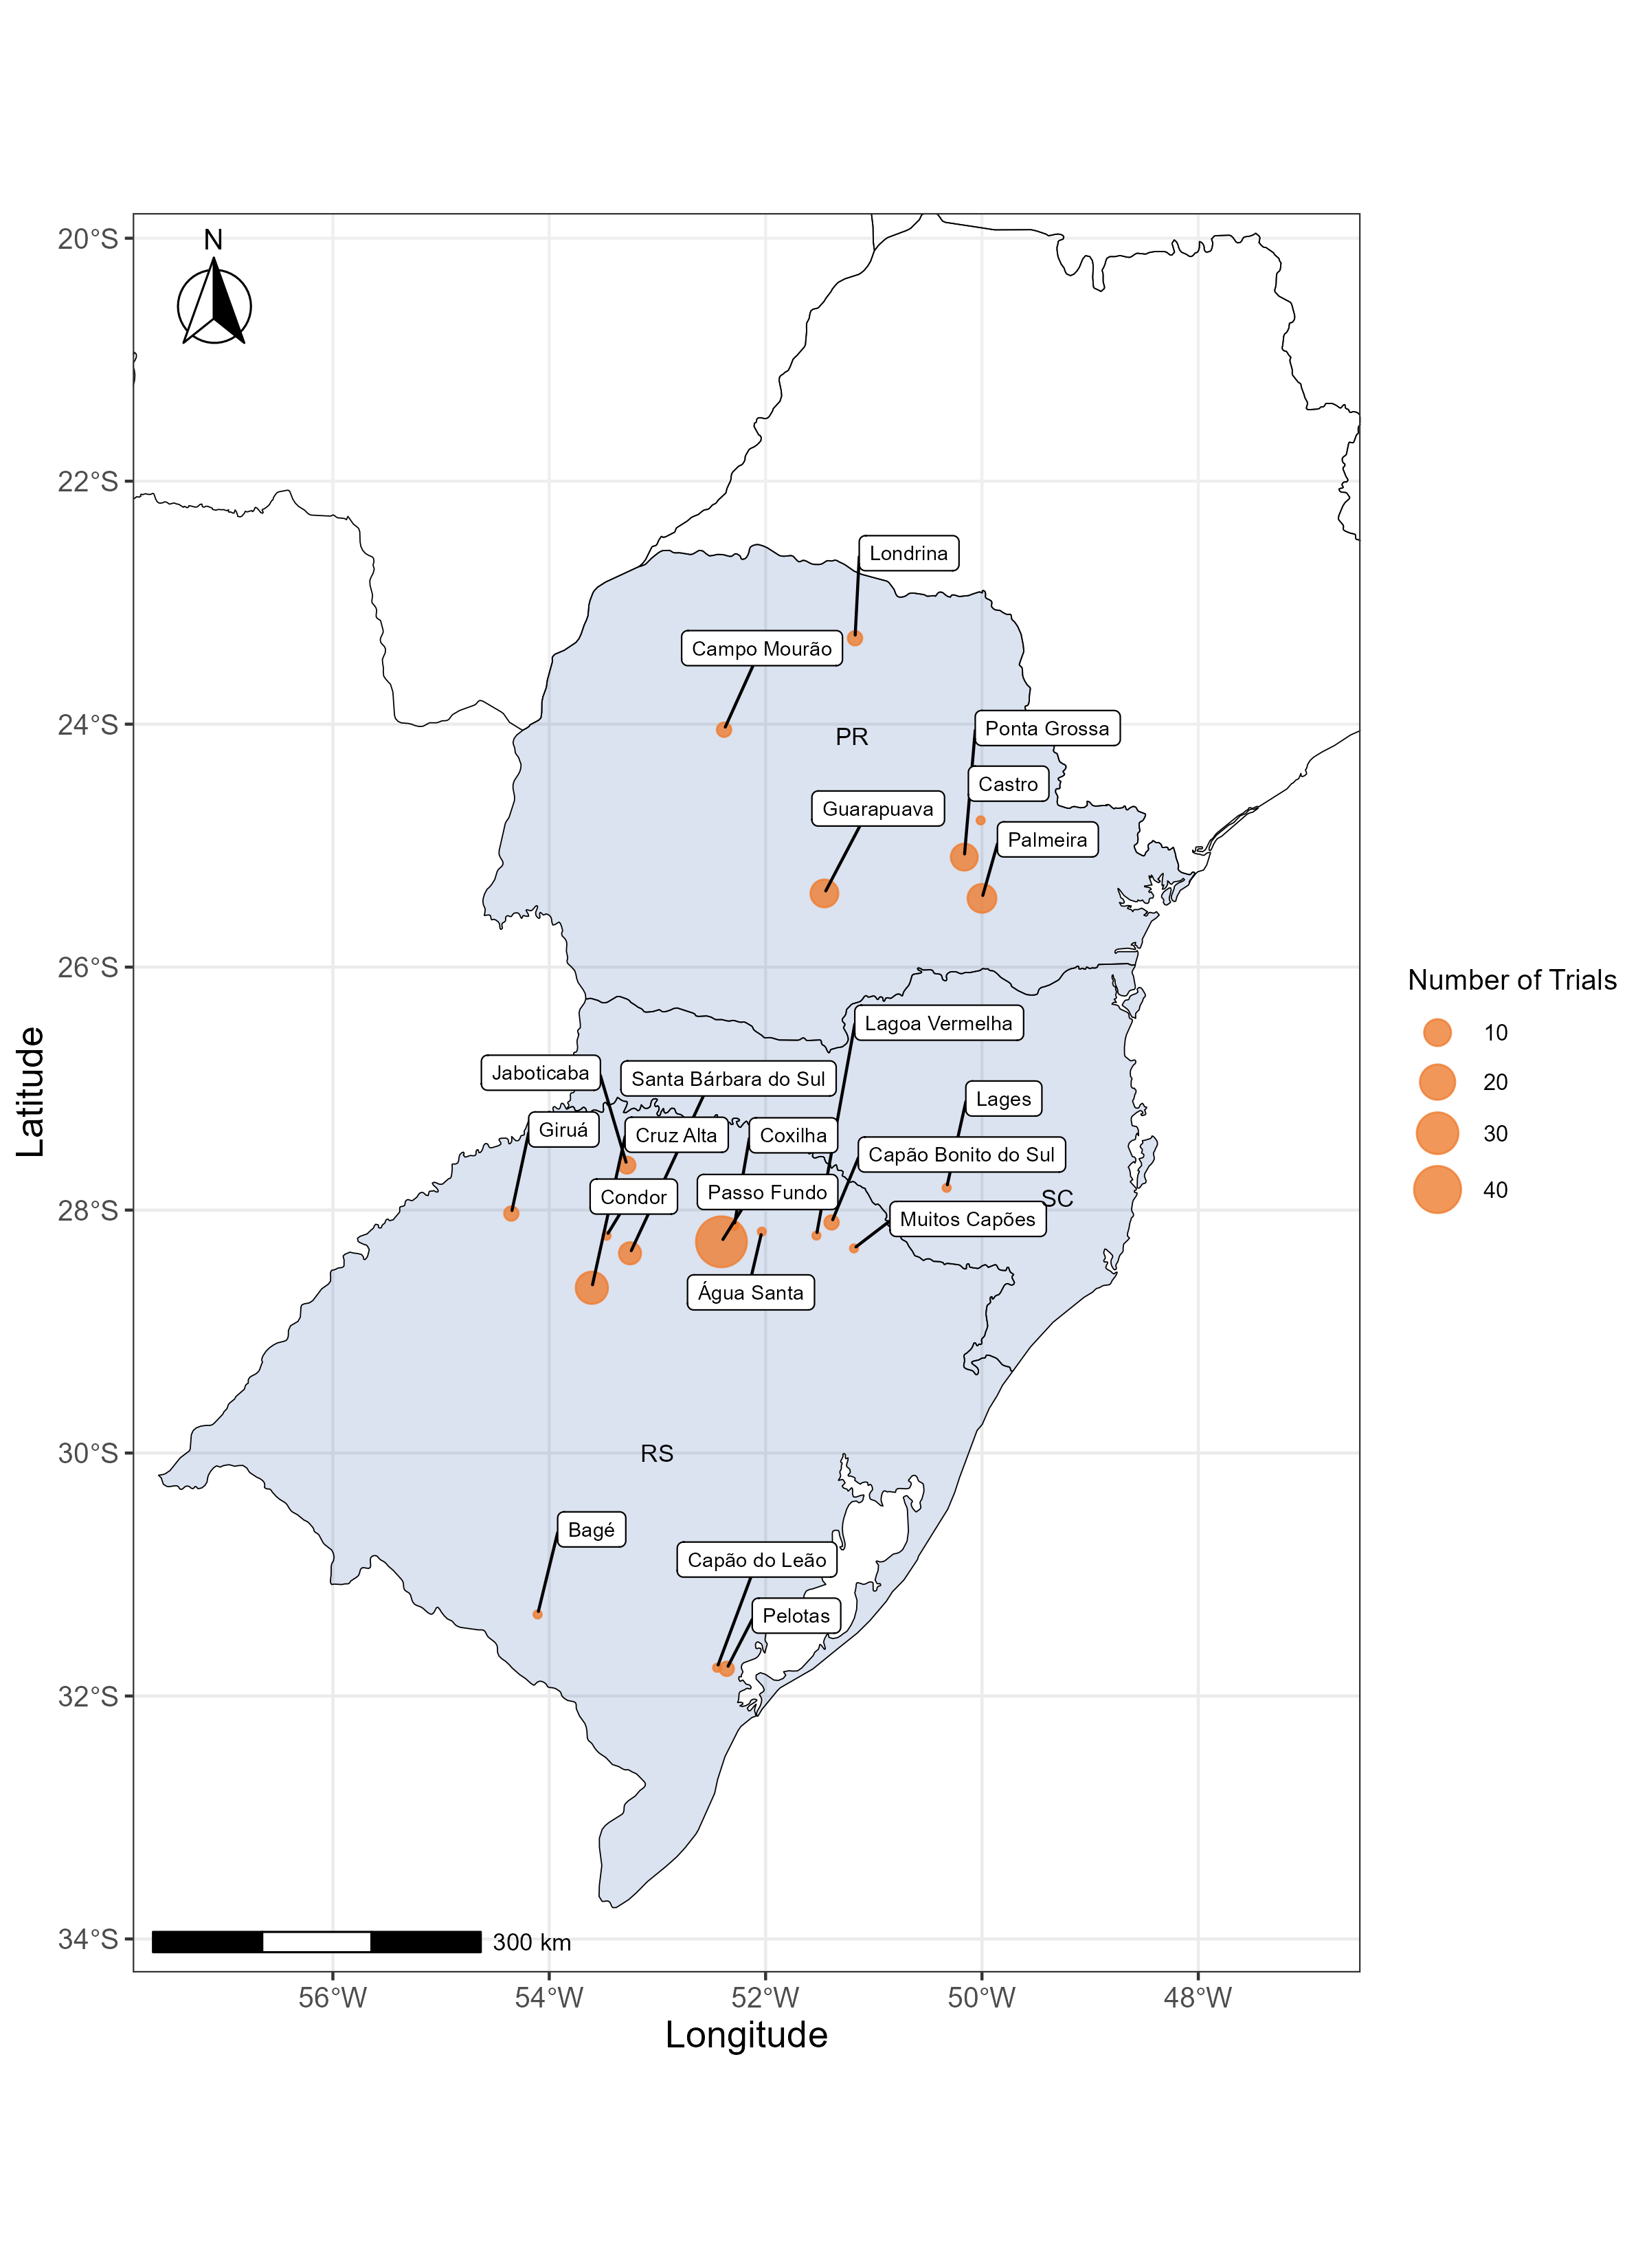 N
20°S
22°S
24°S
26°S
28°S
30°S
32°S
34°S
Latitude
Londrina
Campo Mourão
Ponta Grossa
PR
Castro
Guarapuava
Palmeira
Lagoa Vermelha
Jaboticaba
Santa Bárbara do Sul
Lages
Giruá
Cruz Alta
Coxilha
Capão Bonito do Sul
Condor
Passo Fundo
SC
Muitos Capões
Água Santa
RS
Bagé
Capão do Leão
Pelotas
300 km
56°W
54°W
52°W
50°W
48°W
Longitude
Number of Trials
10
20
30
40